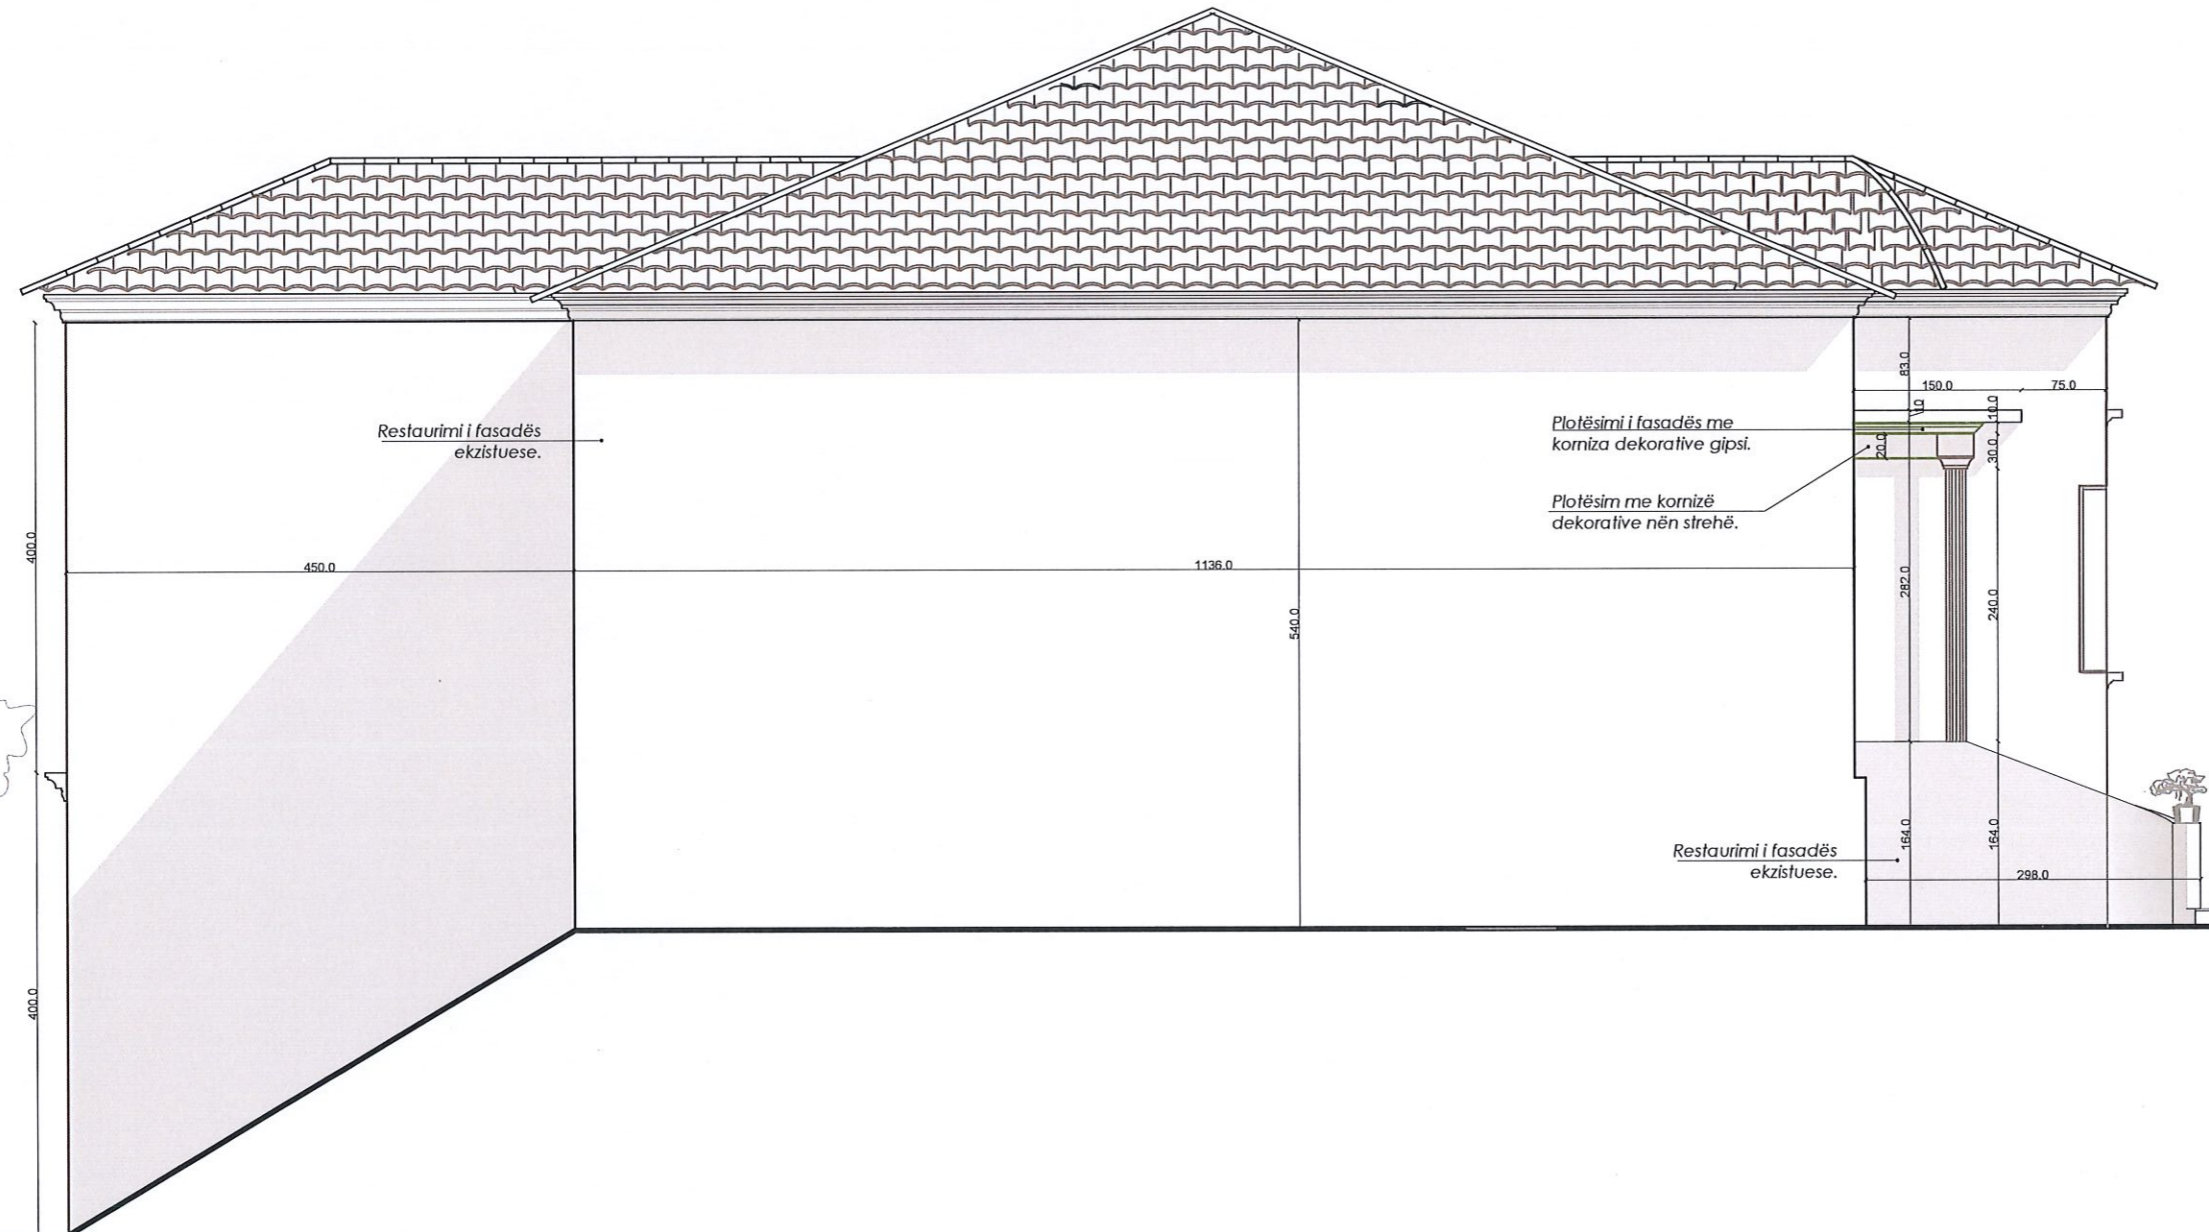 83.0
150.0
75.0
10
10.0
Restaurimi i fasadës
ekzistuese.
Plotësimi i fasadës me
korniza dekorative gipsi.
20.0
30.0
Plotësim me kornizë
dekorative nën strehë.
400.0
450.0
1136.0
282.0
240.0
540.0
164.0
164.0
Restaurimi i fasadës
ekzistuese.
298.0
400.0